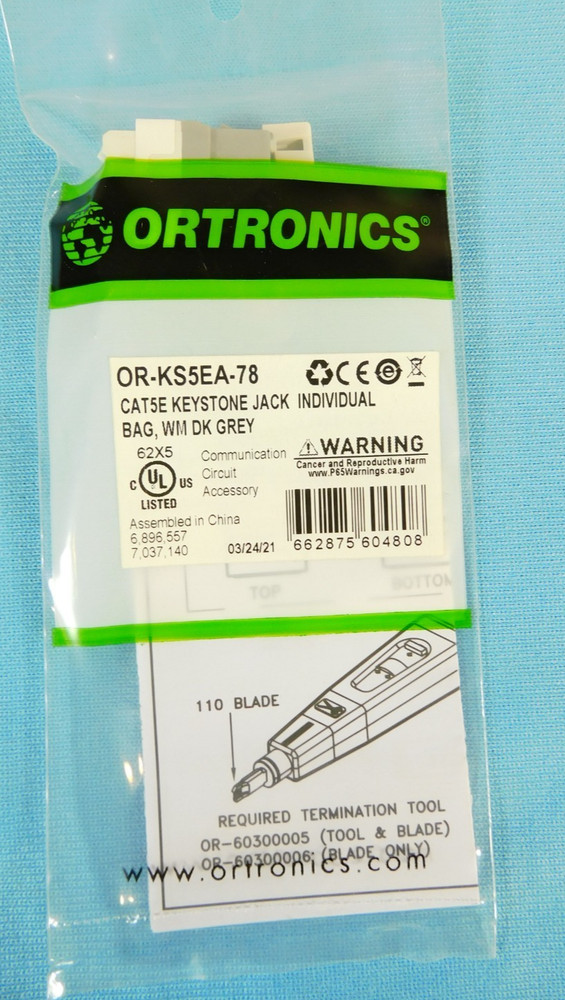 ORTRONICS®
OR-KS5EA-78
CAT5E KEYSTONE JACK INDIVIDUAL
BAG, WM DK GREY
62X5
Communication
Circuit
Accessory
C UL US
LISTED
⚠WARNING
Cancer and Reproductive Harm
www.P65Warnings.ca.gov
Assembled in China
6,896,557
7,037,140
03/24/21
662875 604808
TOP
BOTTOM
110 BLADE
REQUIRED TERMINATION TOOL
OR-60300005 (TOOL & BLADE)
OR-60300006 (BLADE ONLY)
www.ortronics.com